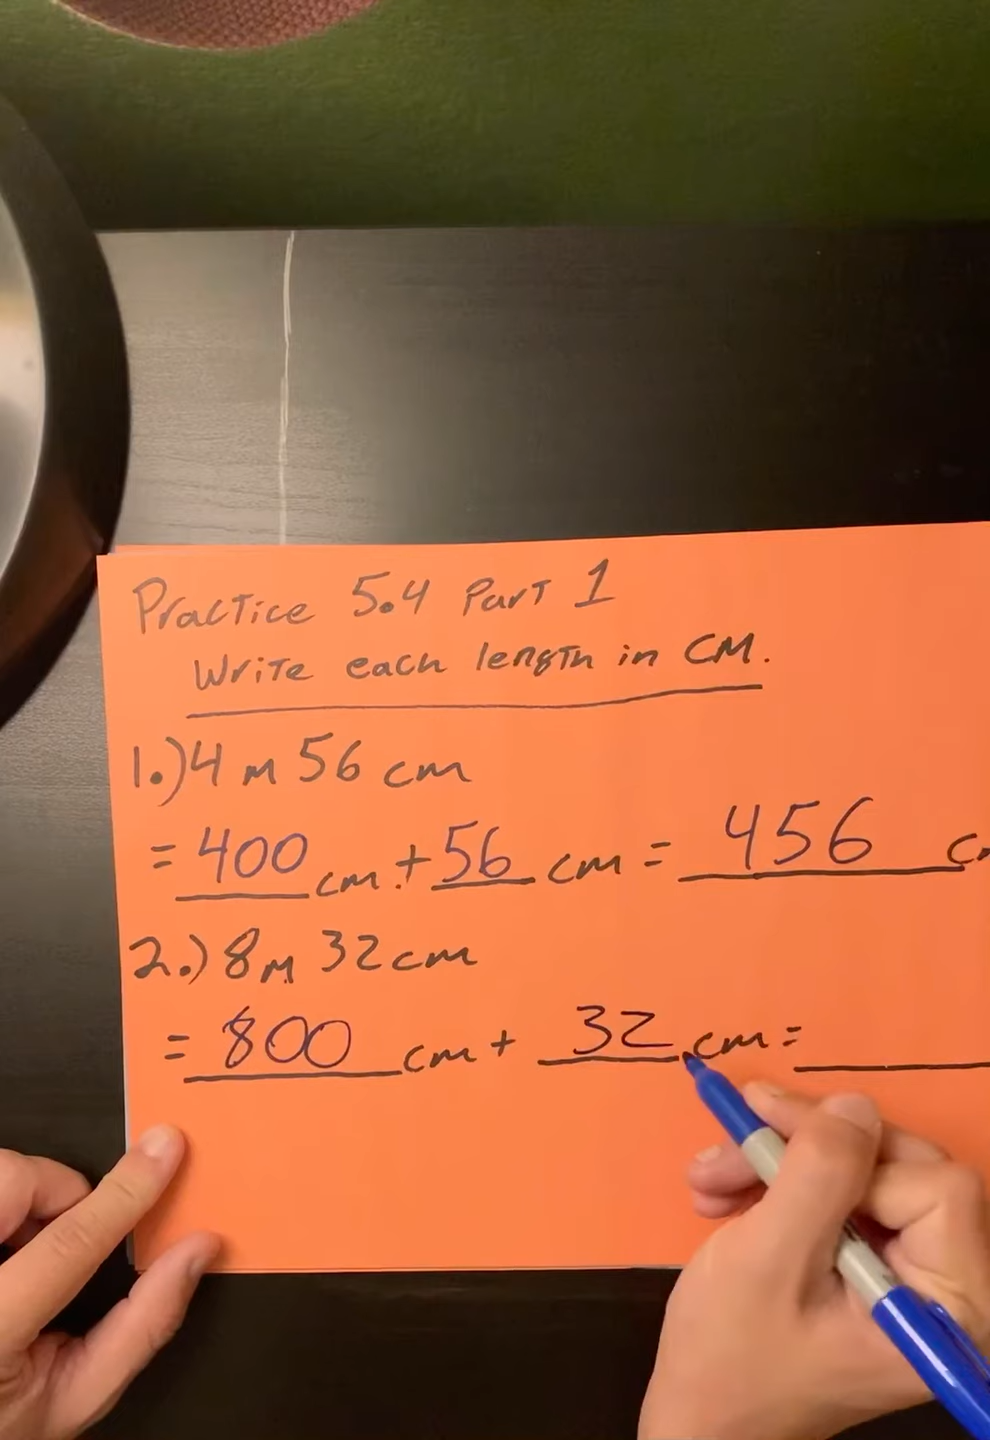 Practice 5.4 Part 1
Write each length in CM.
1.) 4 m 56 cm
= 400 cm + 56 cm = 456 c
2.) 8 m 32 cm
= 800 cm + 32 cm =